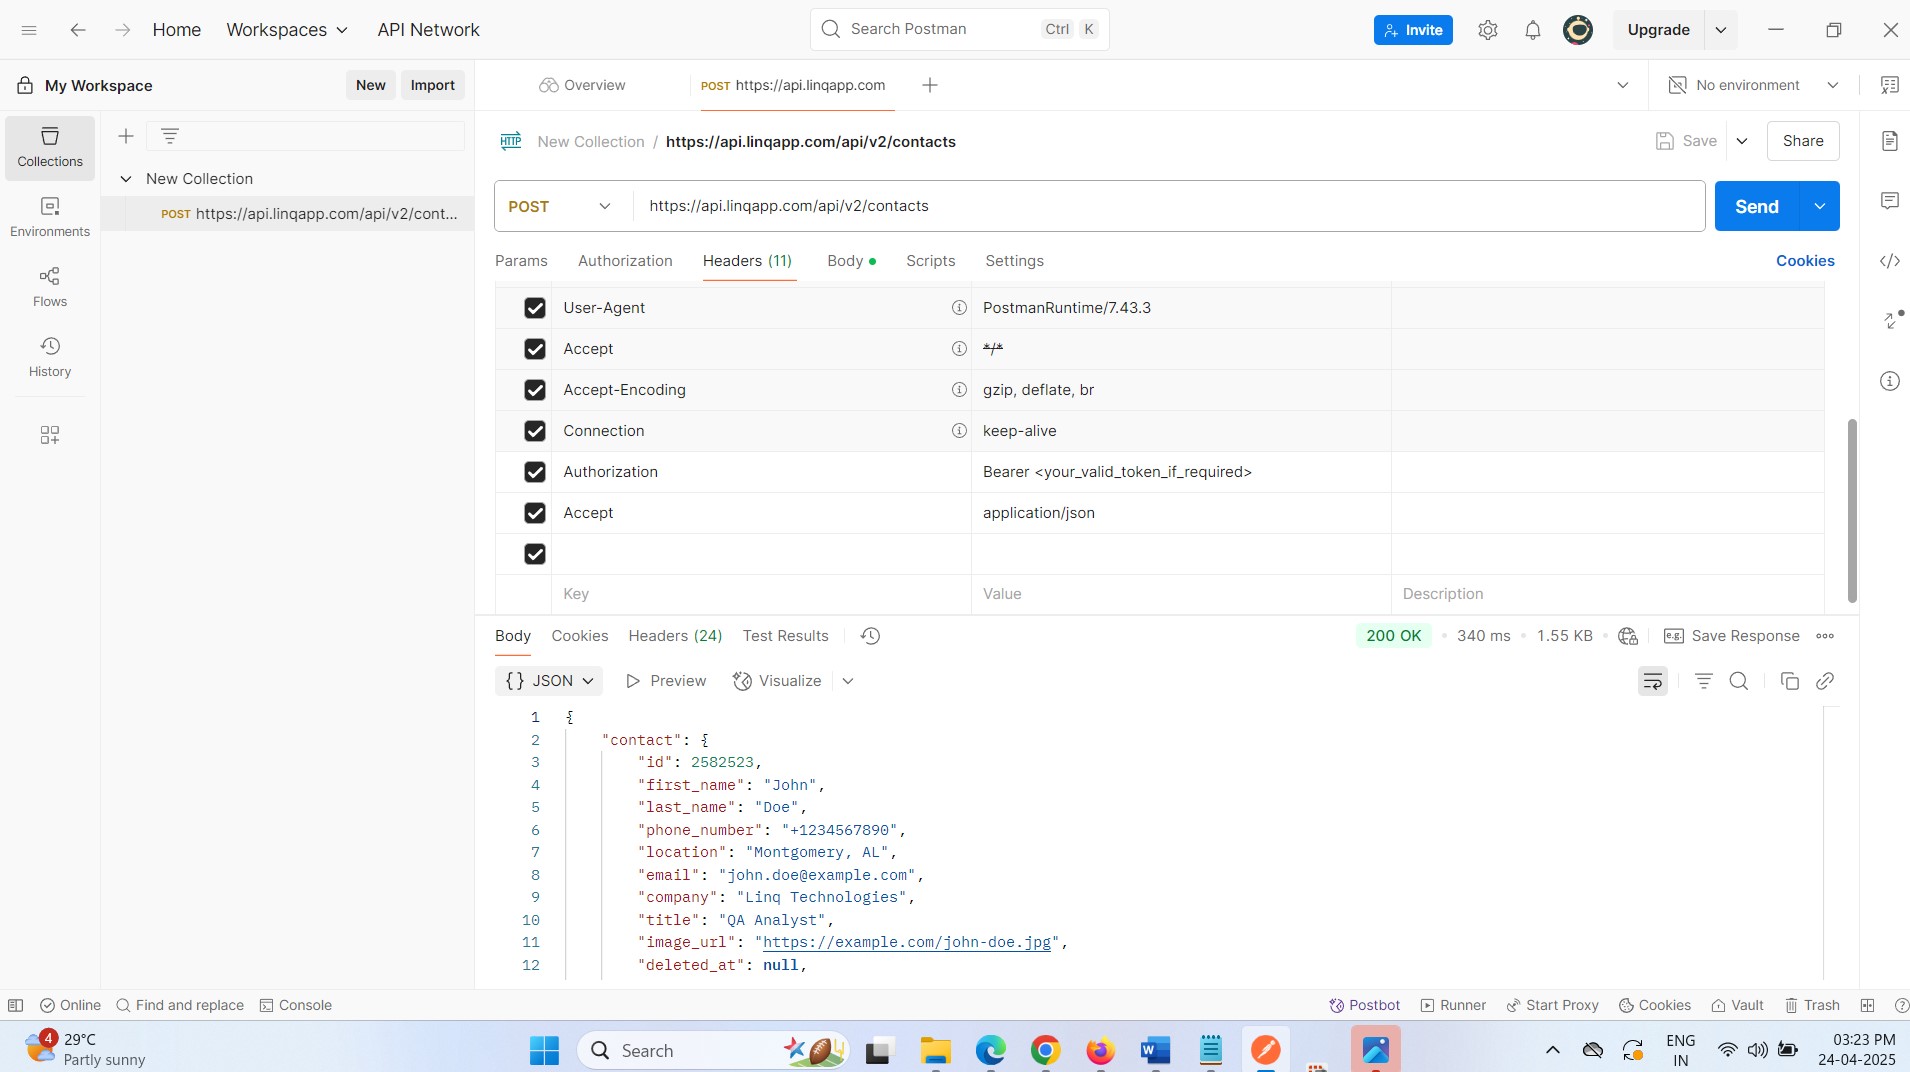 Home
Workspaces
API Network
Search Postman
Ctrl K
Invite
Upgrade
My Workspace
New
Import
Overview
POST https://api.linqapp.com
No environment
Collections
Environments
Flows
History
New Collection
POST https://api.linqapp.com/api/v2/cont...
HTTP
New Collection / https://api.linqapp.com/api/v2/contacts
Save
Share
POST
https://api.linqapp.com/api/v2/contacts
Send
Params
Authorization
Headers (11)
Body
Scripts
Settings
Cookies
User-Agent
PostmanRuntime/7.43.3
Accept
*/*
Accept-Encoding
gzip, deflate, br
Connection
keep-alive
Authorization
Bearer <your_valid_token_if_required>
Accept
application/json
Key
Value
Description
Body
Cookies
Headers (24)
Test Results
200 OK
340 ms
1.55 KB
e.g. Save Response
{} JSON
Preview
Visualize
1 {
2 "contact": {
3 "id": 2582523,
4 "first_name": "John",
5 "last_name": "Doe",
6 "phone_number": "+1234567890",
7 "location": "Montgomery, AL",
8 "email": "john.doe@example.com",
9 "company": "Linq Technologies",
10 "title": "QA Analyst",
11 "image_url": "https://example.com/john-doe.jpg",
12 "deleted_at": null,
Online
Find and replace
Console
Postbot
Runner
Start Proxy
Cookies
Vault
Trash
4
29°C
Partly sunny
Search
ENG
IN
03:23 PM
24-04-2025